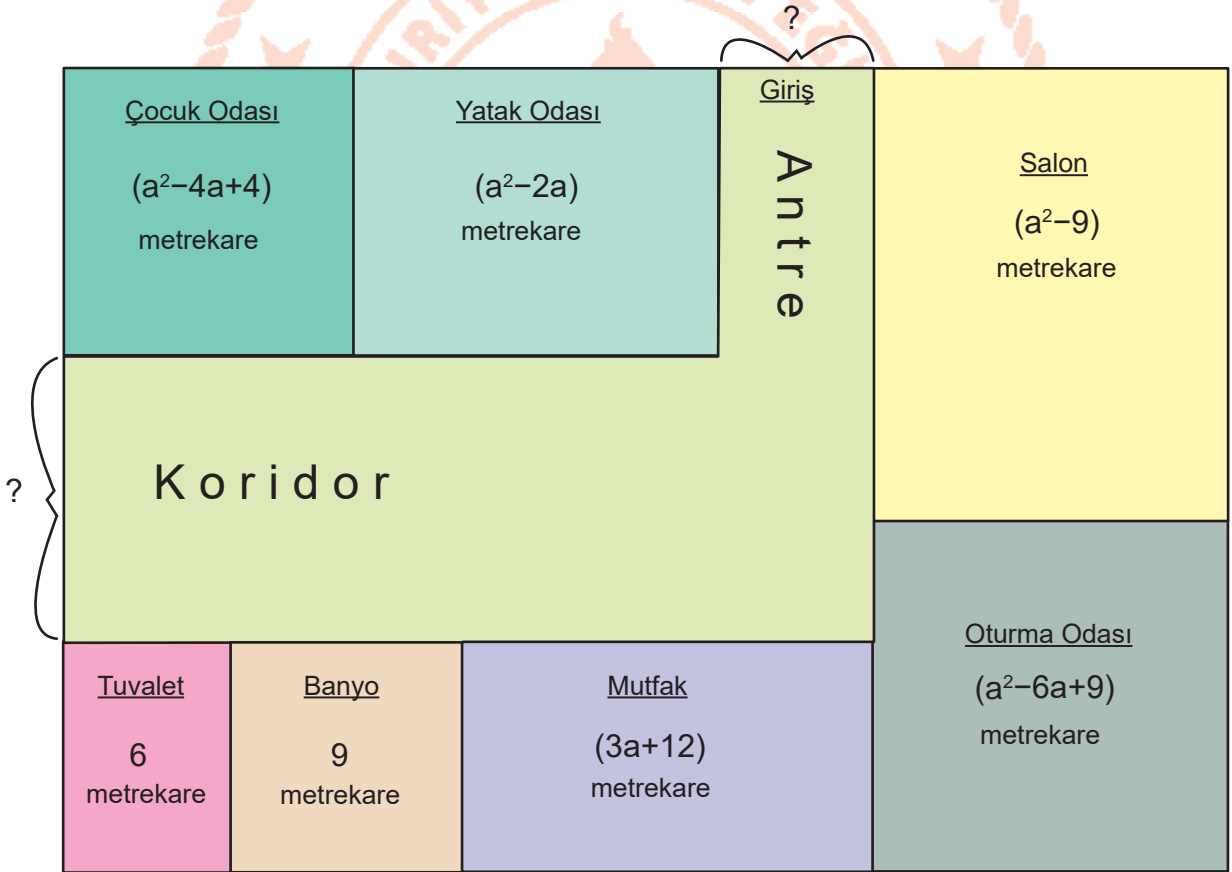 ?
Çocuk Odası
(a²−4a+4)
metrekare
Yatak Odası
(a²−2a)
metrekare
Giriş
Antre
Salon
(a²−9)
metrekare
?
Koridor
Tuvalet
6
metrekare
Banyo
9
metrekare
Mutfak
(3a+12)
metrekare
Oturma Odası
(a²−6a+9)
metrekare